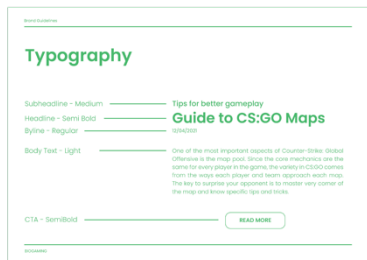 Brand Guidelines
Typography
Subheadline - Medium
Tips for better gameplay
Headline - Semi Bold
Guide to CS:GO Maps
Byline - Regular
Body Text - Light
One of the most important aspects of Counter-Strike: Global
Offensive is the map pool. Since the core mechanics are the
same for every player in the game, the variety in CS:GO comes
from the ways each player and team approach each map.
The key to surprise your opponent is to master very corner of
the map and know specific tips and tricks.
CTA - SemiBold
READ MORE